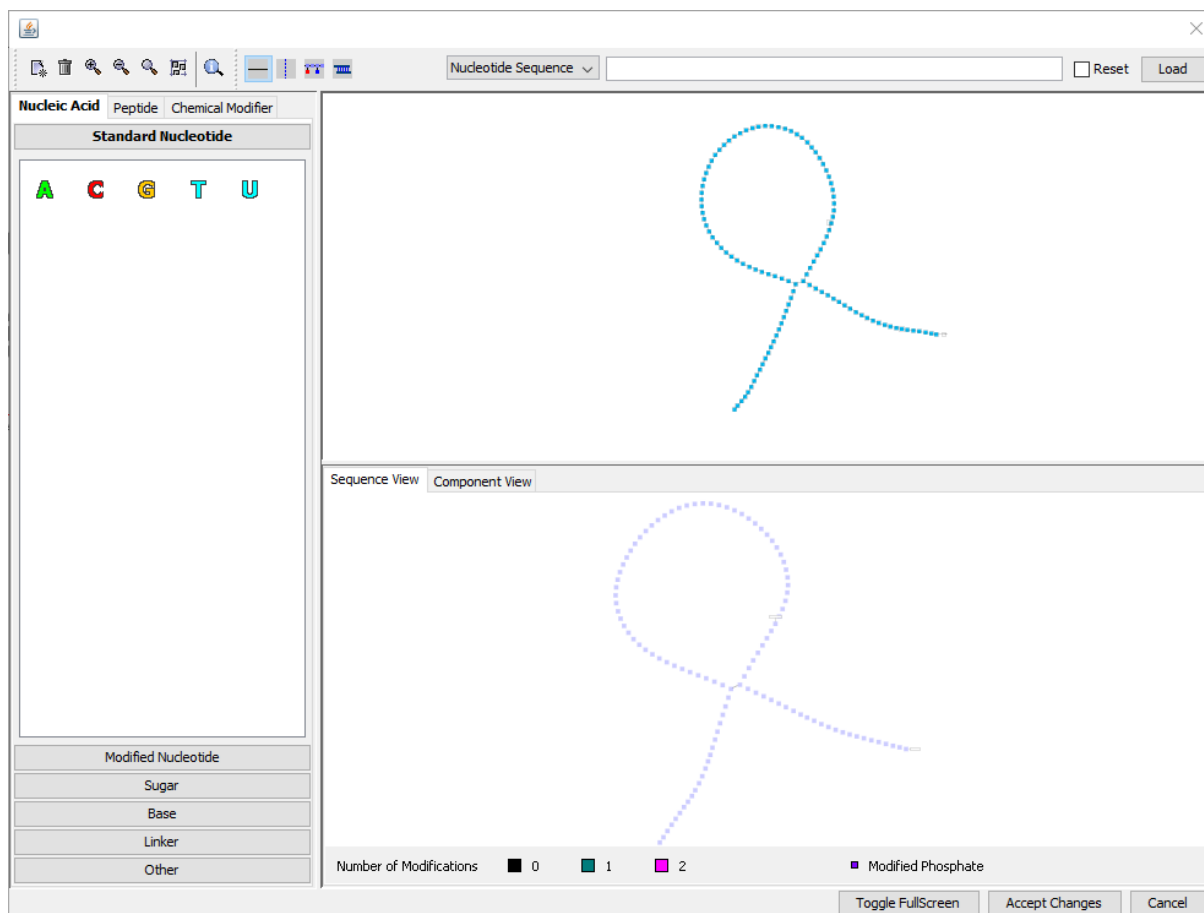 Nucleotide Sequence
Reset
Load
Nucleic Acid Peptide Chemical Modifier
Standard Nucleotide
A C G T U
Sequence View Component View
Modified Nucleotide
Sugar
Base
Linker
Other
Number of Modifications 0 1 2 Modified Phosphate
Toggle FullScreen Accept Changes Cancel